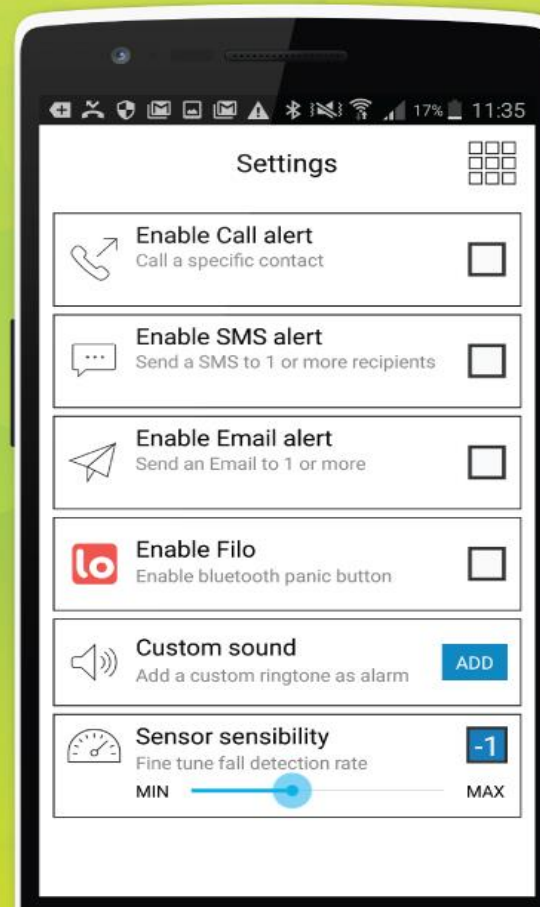 17% 11:35
Settings
Enable Call alert
Call a specific contact
Enable SMS alert
Send a SMS to 1 or more recipients
Enable Email alert
Send an Email to 1 or more
lo
Enable Filo
Enable bluetooth panic button
Custom sound
Add a custom ringtone as alarm
ADD
Sensor sensibility
Fine tune fall detection rate
-1
MIN MAX